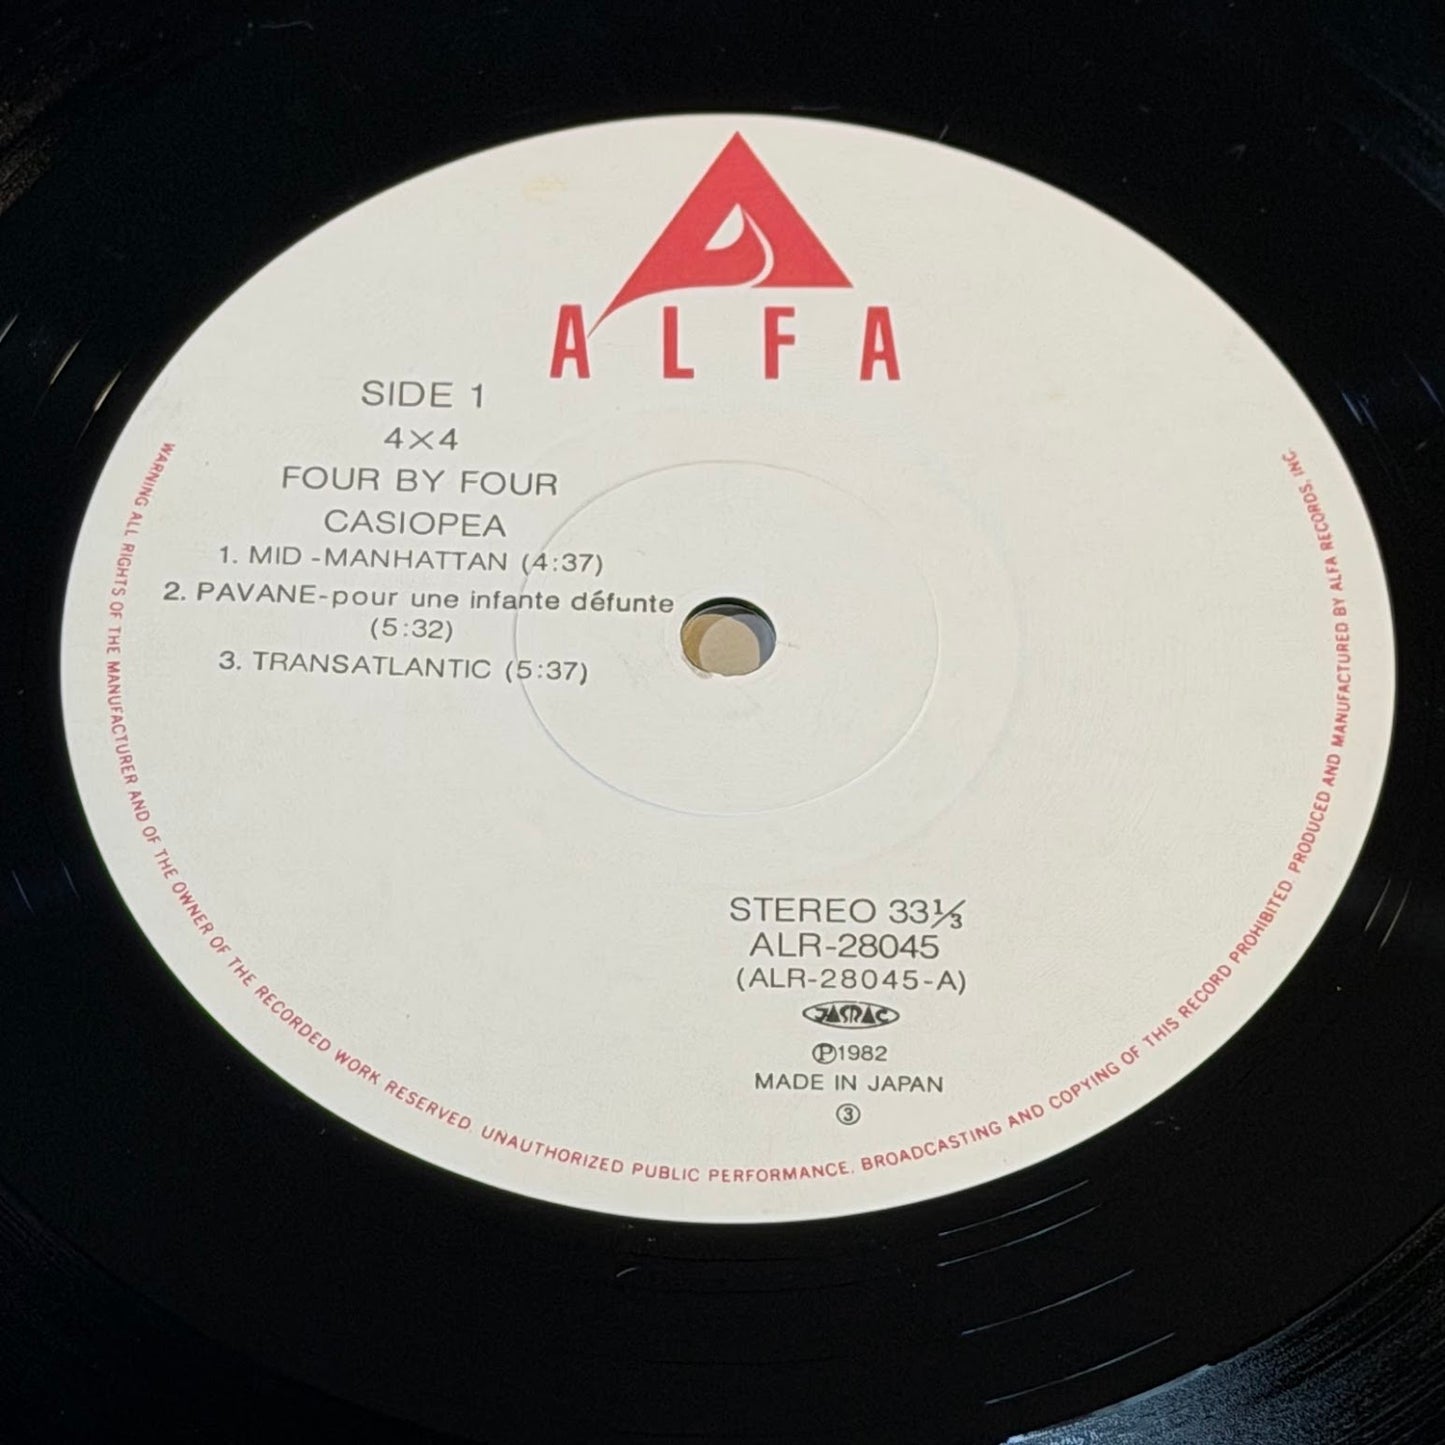 ALFA
SIDE 1
4×4
FOUR BY FOUR
CASIOPEA
1. MID -MANHATTAN (4:37)
2. PAVANE-pour une infante défunte
(5:32)
3. TRANSATLANTIC (5:37)
STEREO 33⅓
ALR-28045
(ALR-28045-A)
JASRAC
Ⓟ1982
MADE IN JAPAN
③
WARNING ALL RIGHTS OF THE MANUFACTURER AND OF THE OWNER OF THE RECORDED WORK RESERVED. UNAUTHORIZED PUBLIC PERFORMANCE. BROADCASTING AND COPYING OF THIS RECORD PROHIBITED. PRODUCED AND MANUFACTURED BY ALFA RECORDS, INC.